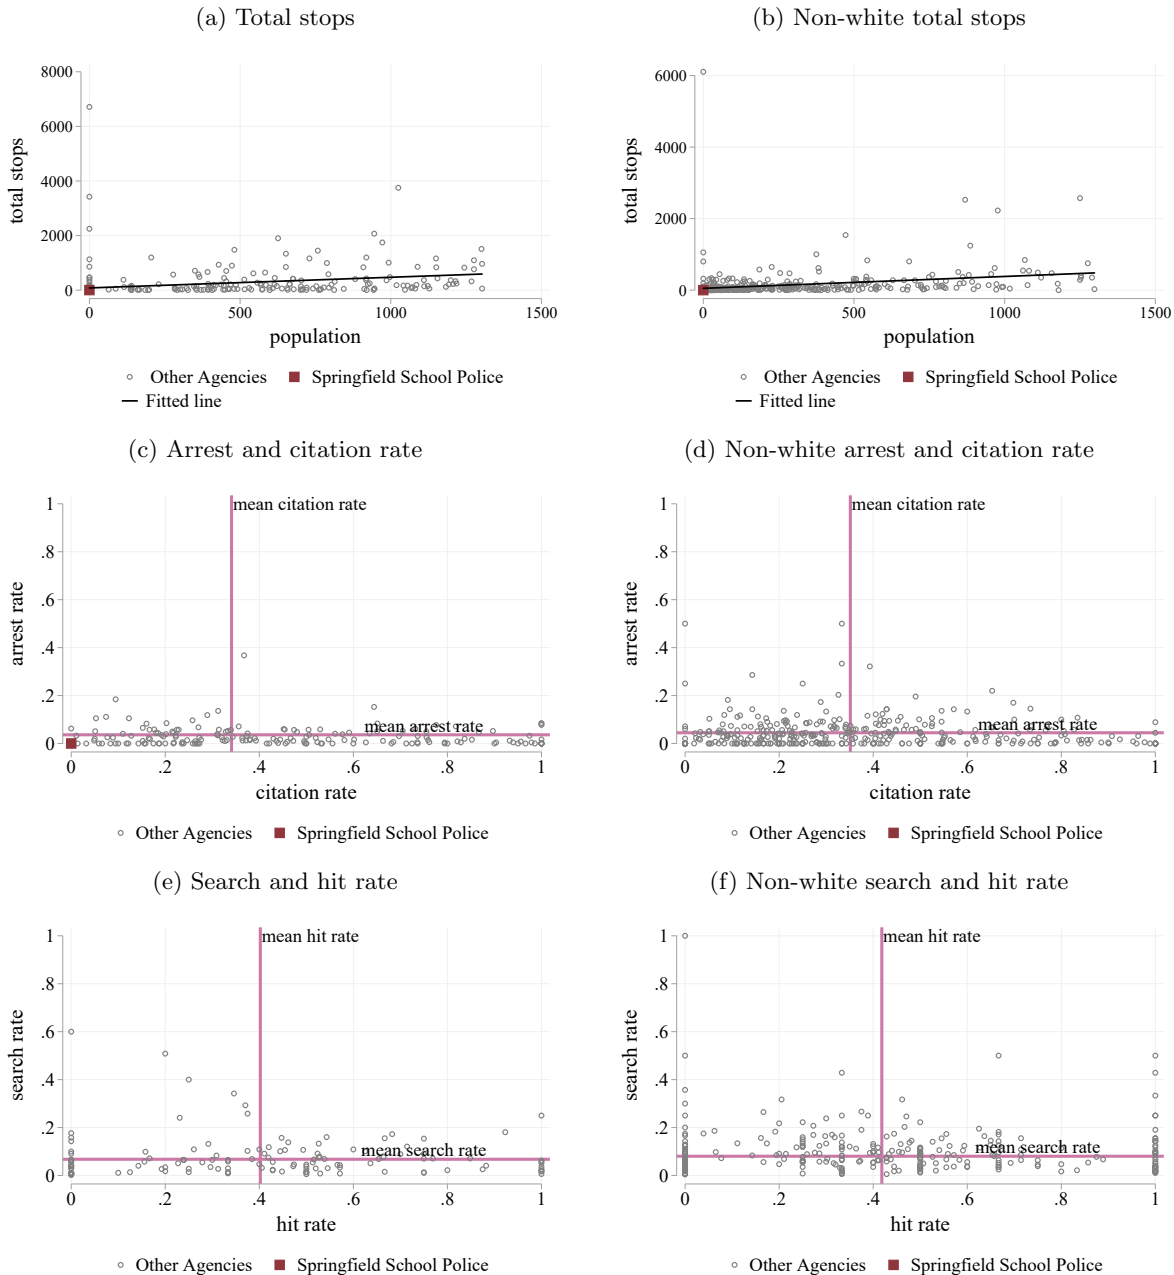 (a) Total stops
(b) Non-white total stops
8000
6000
4000
2000
0
total stops
0
500
1000
1500
population
Other Agencies
Springfield School Police
Fitted line
6000
4000
2000
0
total stops
0
500
1000
1500
population
Other Agencies
Springfield School Police
Fitted line
(c) Arrest and citation rate
(d) Non-white arrest and citation rate
1
.8
.6
.4
.2
0
arrest rate
mean citation rate
mean arrest rate
0
.2
.4
.6
.8
1
citation rate
Other Agencies
Springfield School Police
1
.8
.6
.4
.2
0
arrest rate
mean citation rate
mean arrest rate
0
.2
.4
.6
.8
1
citation rate
Other Agencies
Springfield School Police
(e) Search and hit rate
(f) Non-white search and hit rate
1
.8
.6
.4
.2
0
search rate
mean hit rate
mean search rate
0
.2
.4
.6
.8
1
hit rate
Other Agencies
Springfield School Police
1
.8
.6
.4
.2
0
search rate
mean hit rate
mean search rate
0
.2
.4
.6
.8
1
hit rate
Other Agencies
Springfield School Police